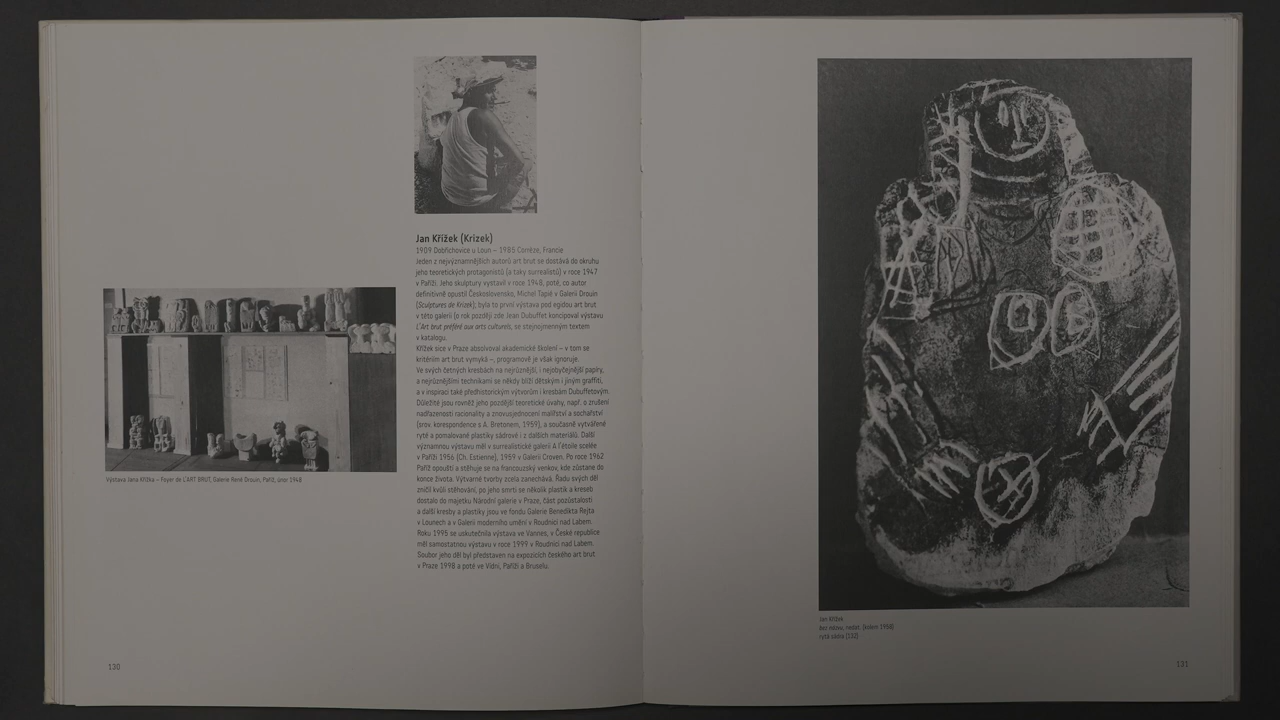 Jan Křížek (Krizek)
1909 Dobřichovice u Loun – 1985 Corrèze, Francie
Jeden z nejvýznamnějších autorů art brut se dostává do okruhu
jeho teoretických protagonistů (a taky surrealistů) v roce 1947
v Paříži. Jeho skulptury vystavil v roce 1948, poté, co autor
definitivně opustil Československo, Michel Tapié v Galerii Drouin
(Sculptures de Krizek); byla to první výstava pod egidou art brut
v této galerii (o rok později zde Jean Dubuffet koncipoval výstavu
L'Art brut préféré aux arts culturels, se stejnojmenným textem
v katalogu.
Křížek sice v Praze absolvoval akademické školení – v tom se
kritériím art brut vymyká –, programově je však ignoruje.
Ve svých četných kresbách na nejrůznější, i nejobyčejnější papíry,
a nejrůznějšími technikami se někdy blíží dětským i jiným graffiti,
a v inspiraci také předhistorickým výtvorům i kresbám Dubuffetovým.
Důležité jsou rovněž jeho pozdější teoretické úvahy, např. o zrušení
nadřazenosti racionality a znovusjednocení malířství a sochařství
(srov. korespondence s A. Bretonem, 1959), a současně vytvářené
ryté a pomalované plastiky sádrové i z dalších materiálů. Další
významnou výstavu měl v surrealistické galerii A l'étoile scelée
v Paříži 1956 (Ch. Estienne), 1959 v Galerii Craven. Po roce 1962
Paříž opouští a stěhuje se na francouzský venkov, kde zůstane do
konce života. Výtvarné tvorby zcela zanechává. Řadu svých děl
zničil kvůli stěhování, po jeho smrti se několik plastik a kreseb
dostalo do majetku Národní galerie v Praze, část pozůstalosti
a další kresby a plastiky jsou ve fondu Galerie Benedikta Rejta
v Lounech a v Galerii moderního umění v Roudnici nad Labem.
Roku 1995 se uskutečnila výstava ve Vannes, v České republice
měl samostatnou výstavu v roce 1999 v Roudnici nad Labem.
Soubor jeho děl byl představen na expozicích českého art brut
v Praze 1998 a poté ve Vídni, Paříži a Bruselu.
Výstava Jana Křížka – Foyer de L'ART BRUT, Galerie René Drouin, Paříž, únor 1948
130
Jan Křížek
bez názvu, nedat. (kolem 1958)
rytá sádra (132)
131